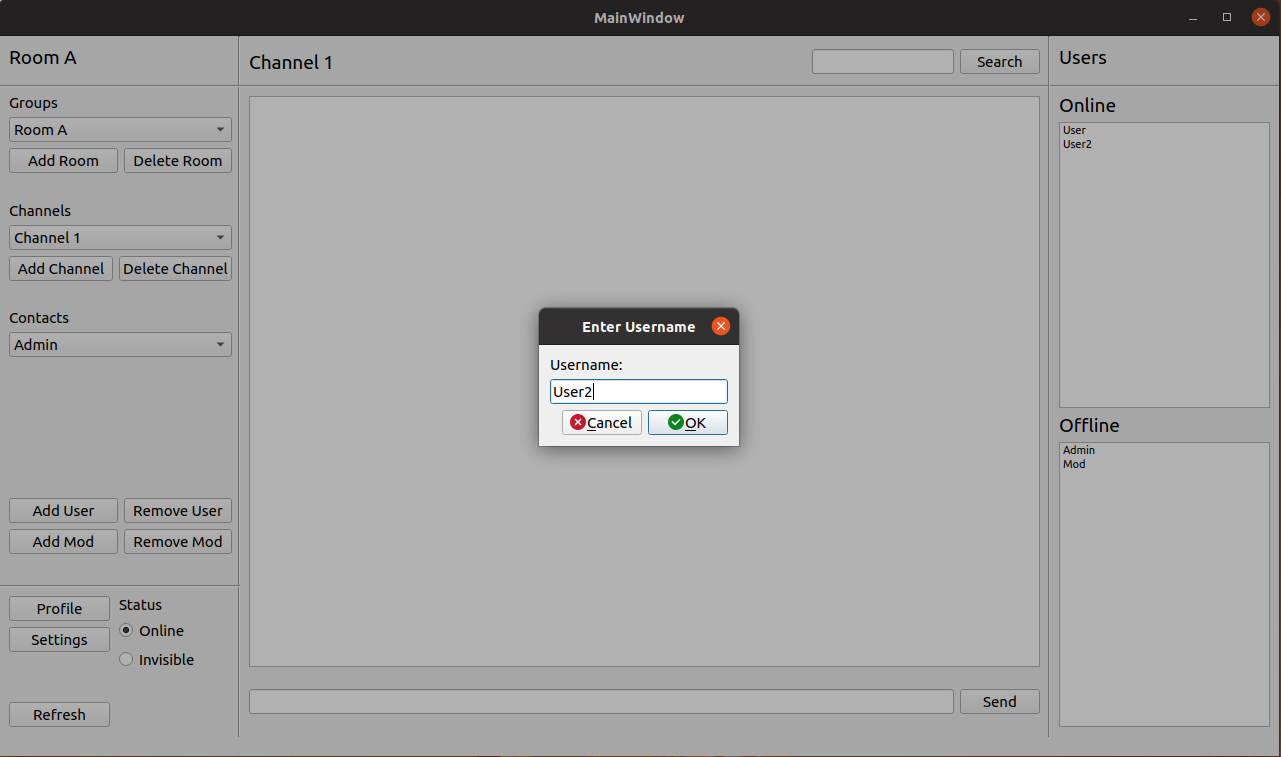 MainWindow
Room A
Groups
Room A
Add Room Delete Room
Channels
Channel 1
Add Channel Delete Channel
Contacts
Admin
Add User Remove User
Add Mod Remove Mod
Profile
Settings
Status
Online
Invisible
Refresh
Channel 1
Search
Enter Username
Username:
User2
Cancel OK
Send
Users
Online
User
User2
Offline
Admin
Mod